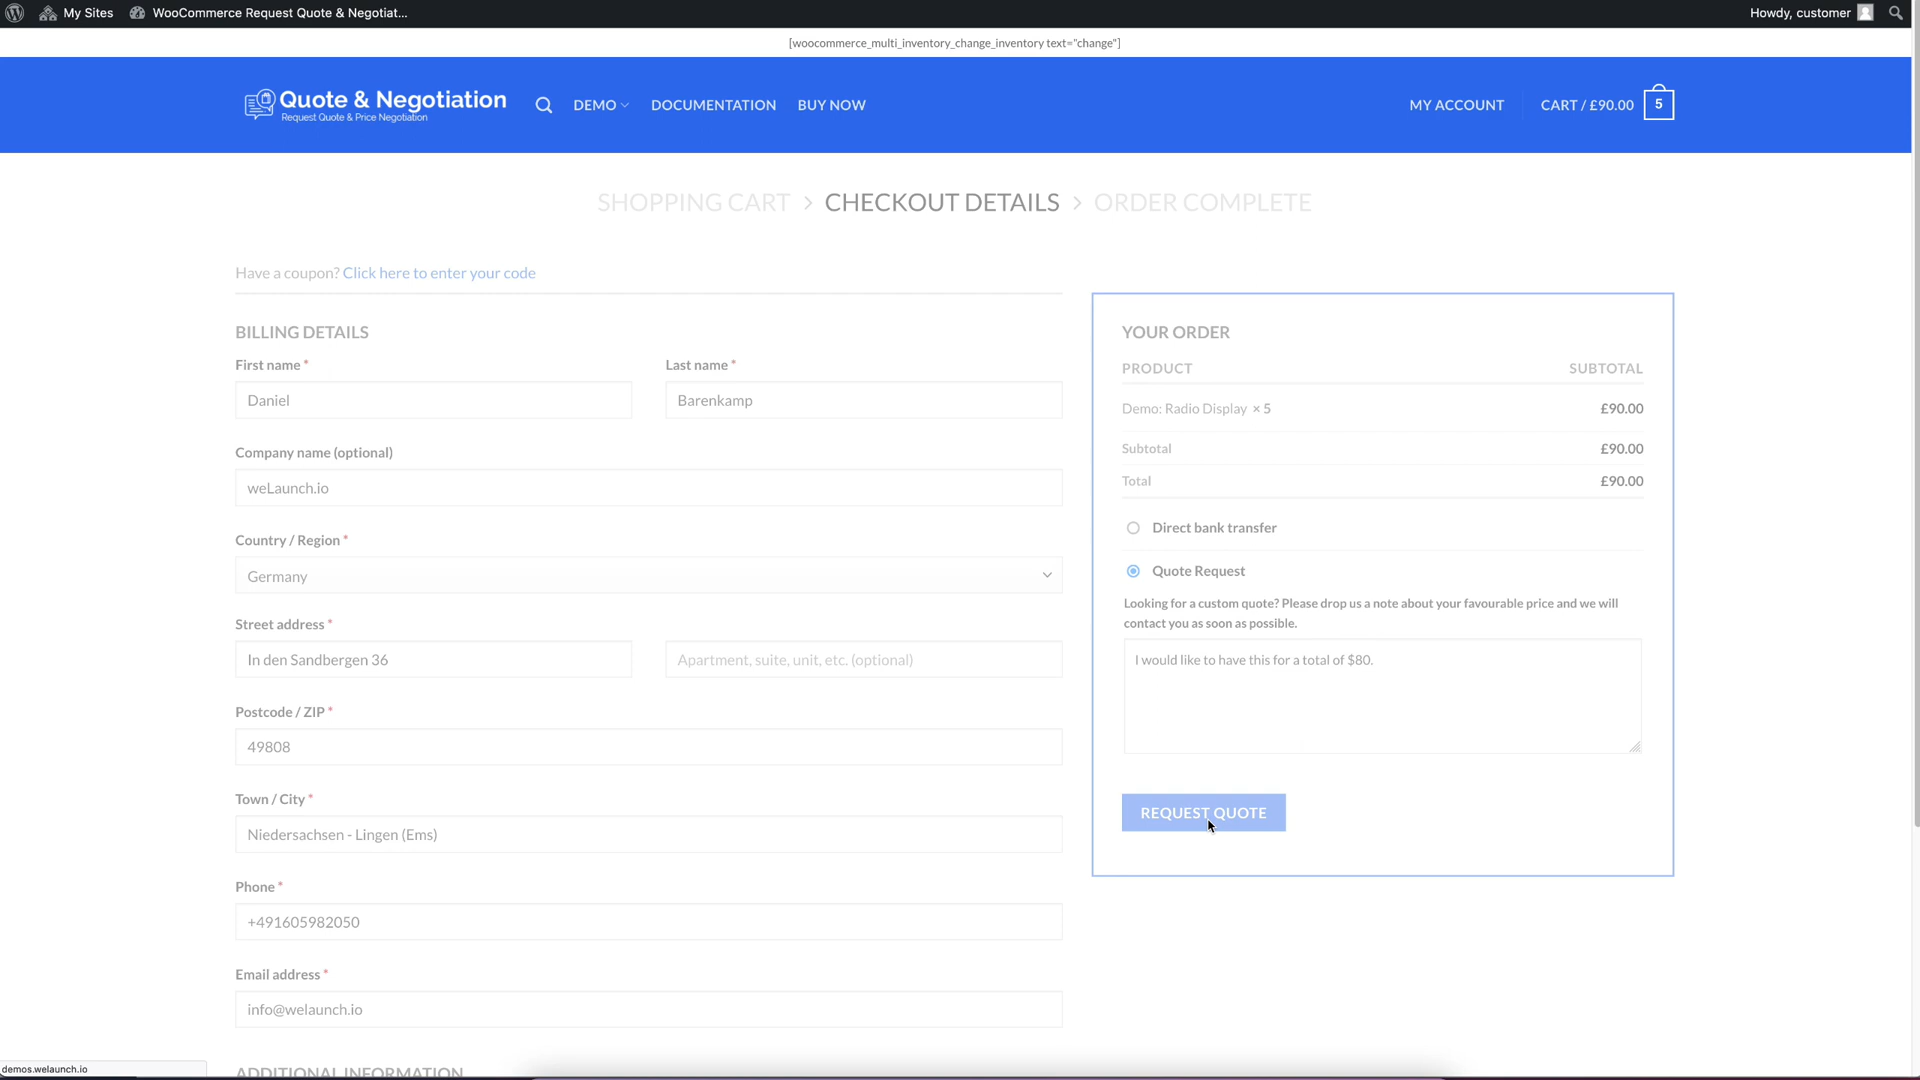 My Sites
WooCommerce Request Quote & Negotiat...
Howdy, customer
[woocommerce_multi_inventory_change_inventory text="change"]
Quote & Negotiation
Request Quote & Price Negotiation
DEMO
DOCUMENTATION
BUY NOW
MY ACCOUNT
CART / £90.00
5
SHOPPING CART
CHECKOUT DETAILS
ORDER COMPLETE
Have a coupon? Click here to enter your code
BILLING DETAILS
First name *
Last name *
Daniel
Barenkamp
Company name (optional)
weLaunch.io
Country / Region *
Germany
Street address *
In den Sandbergen 36
Apartment, suite, unit, etc. (optional)
Postcode / ZIP *
49808
Town / City *
Niedersachsen - Lingen (Ems)
Phone *
+491605982050
Email address *
info@welaunch.io
ADDITIONAL INFORMATION
YOUR ORDER
PRODUCT
SUBTOTAL
Demo: Radio Display × 5
£90.00
Subtotal
£90.00
Total
£90.00
Direct bank transfer
Quote Request
Looking for a custom quote? Please drop us a note about your favourable price and we will
contact you as soon as possible.
I would like to have this for a total of $80.
REQUEST QUOTE
demos.welaunch.io